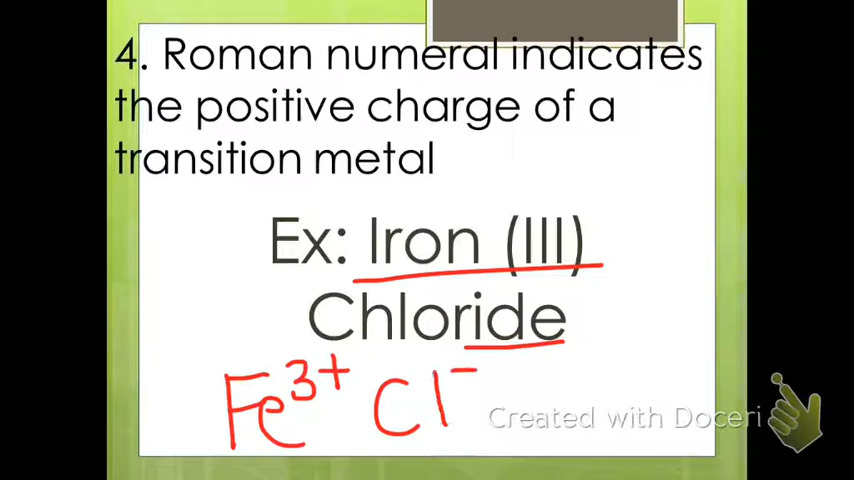 4. Roman numeral indicates
the positive charge of a
transition metal
Ex: Iron (III)
Chloride
Fe³⁺ Cl⁻
Created with Doceri